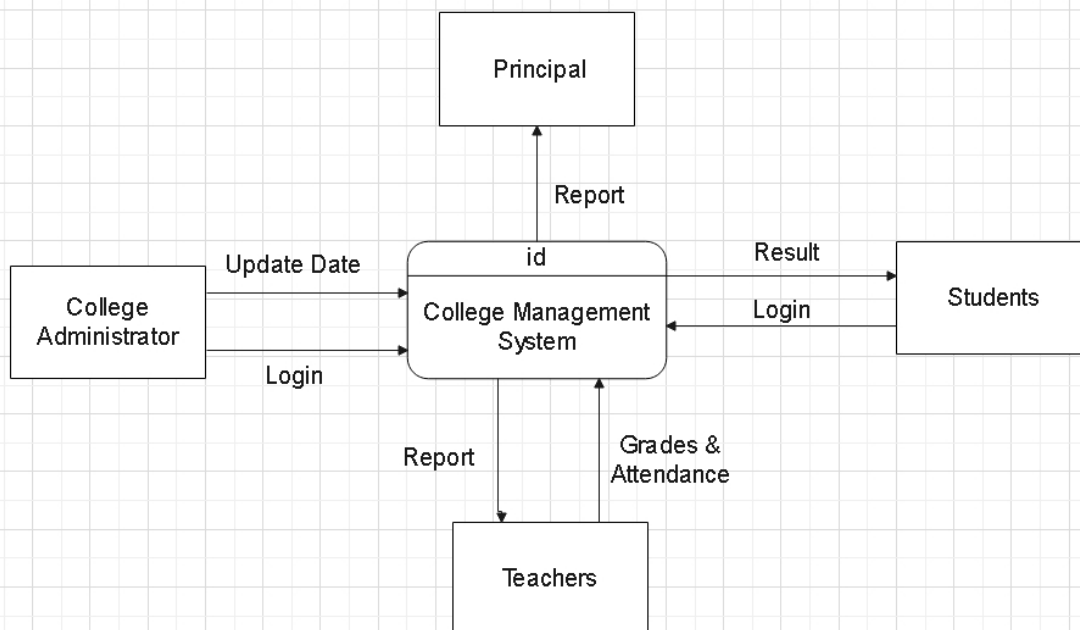 Principal
Report
id
Update Date
Result
College
Administrator
College Management
System
Students
Login
Login
Report
Grades &
Attendance
Teachers